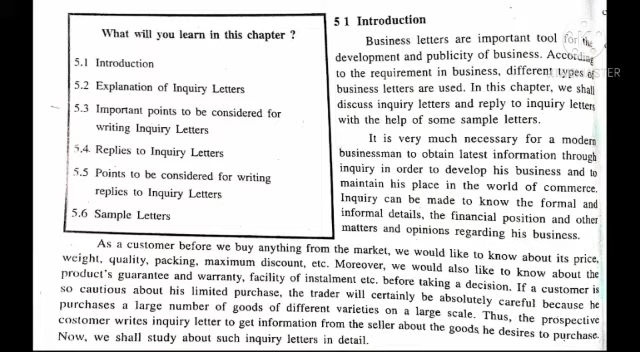 What will you learn in this chapter ?
5.1 Introduction
5.2 Explanation of Inquiry Letters
5.3 Important points to be considered for
writing Inquiry Letters
5.4. Replies to Inquiry Letters
5.5 Points to be considered for writing
replies to Inquiry Letters
5.6 Sample Letters
5 1 Introduction
Business letters are important tool for the
development and publicity of business. According
to the requirement in business, different types of
business letters are used. In this chapter, we shall
discuss inquiry letters and reply to inquiry letters
with the help of some sample letters.
It is very much necessary for a modern
businessman to obtain latest information through
inquiry in order to develop his business and to
maintain his place in the world of commerce.
Inquiry can be made to know the formal and
informal details, the financial position and other
matters and opinions regarding his business.
As a customer before we buy anything from the market, we would like to know about its price,
weight, quality, packing, maximum discount, etc. Moreover, we would also like to know about the
product's guarantee and warranty, facility of instalment etc. before taking a decision. If a customer is
so cautious about his limited purchase, the trader will certainly be absolutely careful because he
purchases a large number of goods of different varieties on a large scale. Thus, the prospective
costomer writes inquiry letter to get information from the seller about the goods he desires to purchase.
Now, we shall study about such inquiry letters in detail.